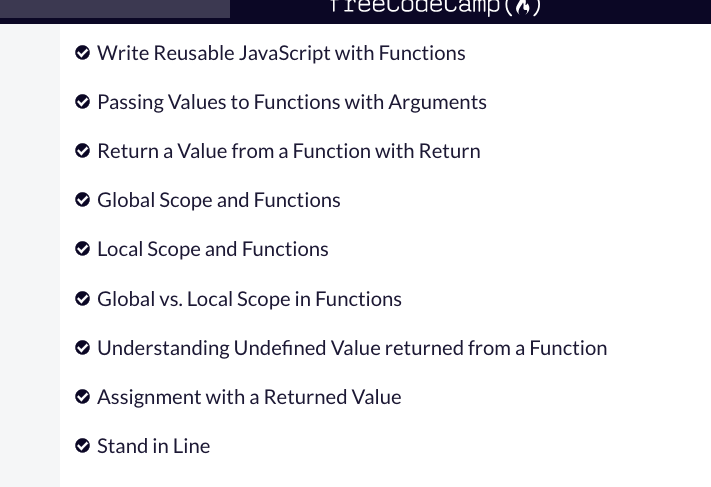 freeCodeCamp(🔥)
Write Reusable JavaScript with Functions
Passing Values to Functions with Arguments
Return a Value from a Function with Return
Global Scope and Functions
Local Scope and Functions
Global vs. Local Scope in Functions
Understanding Undefined Value returned from a Function
Assignment with a Returned Value
Stand in Line